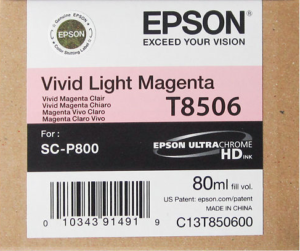 EPSON
EPSON
EXCEED YOUR VISION
Vivid Light Magenta
Vivid Magenta Clair
Vivid Magenta Chiaro
Magenta Vivo Claro
Magenta Claro Vivo
T8506
For :
SC-P800
EPSON ULTRACHROME
HD INK
80ml fill vol.
US Patent: epson.com/patent
MADE IN CHINA
0 10343 91491 9
C13T850600